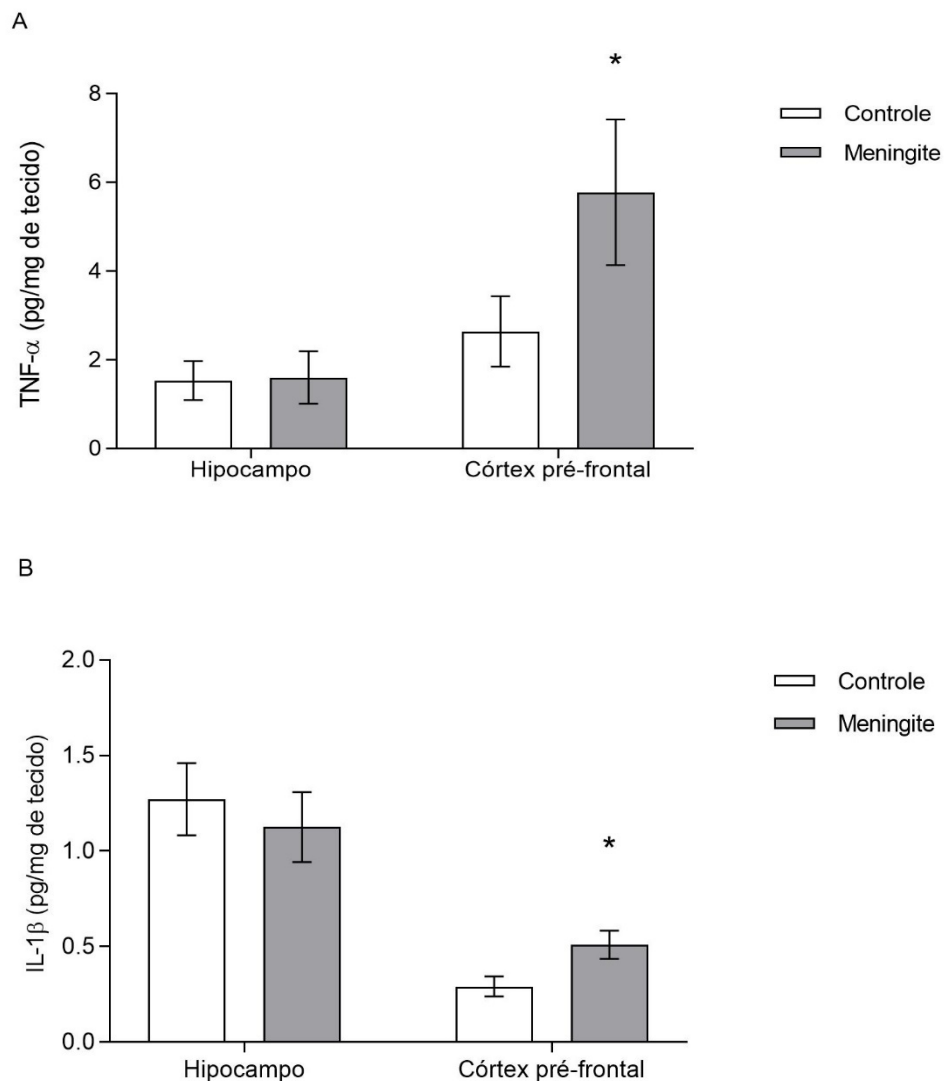 A
*
8
6
4
2
0
TNF-α (pg/mg de tecido)
Hipocampo
Córtex pré-frontal
Controle
Meningite
B
2.0
1.5
1.0
0.5
0.0
IL-1β (pg/mg de tecido)
*
Hipocampo
Córtex pré-frontal
Controle
Meningite